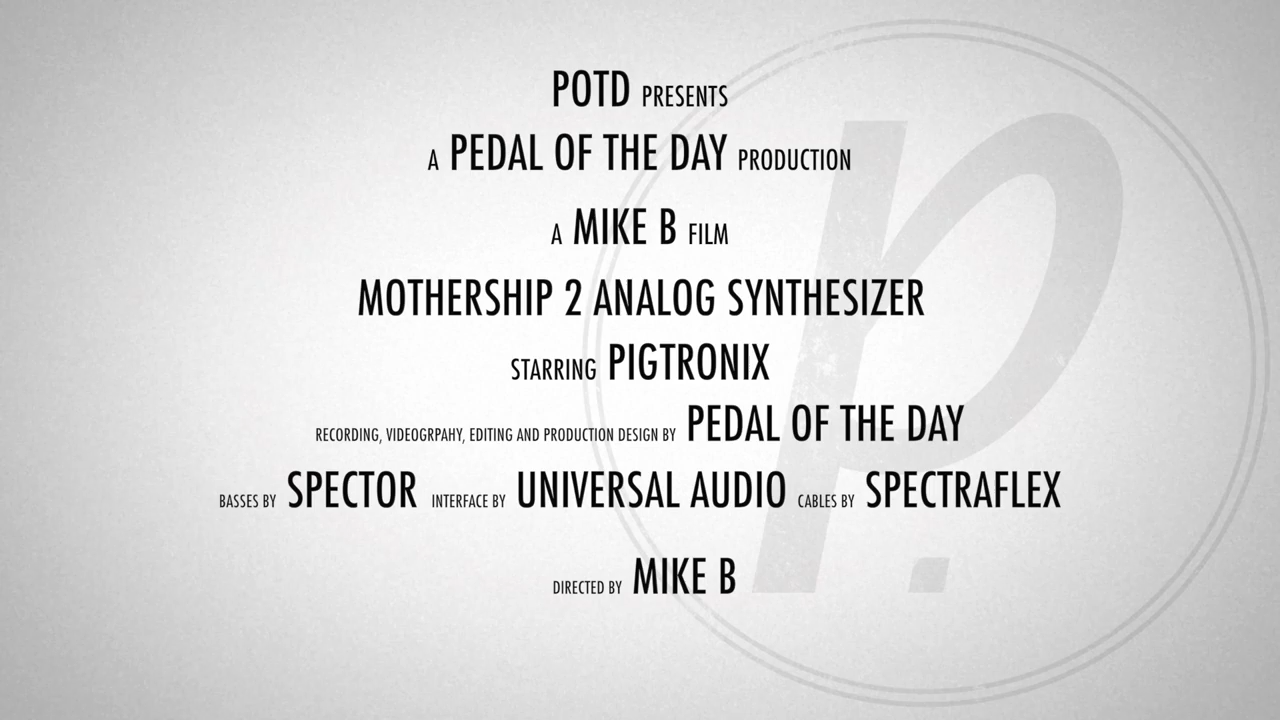 POTD PRESENTS
A PEDAL OF THE DAY PRODUCTION
A MIKE B FILM
MOTHERSHIP 2 ANALOG SYNTHESIZER
STARRING PIGTRONIX
RECORDING, VIDEOGRPAHY, EDITING AND PRODUCTION DESIGN BY PEDAL OF THE DAY
BASSES BY SPECTOR INTERFACE BY UNIVERSAL AUDIO CABLES BY SPECTRAFLEX
DIRECTED BY MIKE B
p.